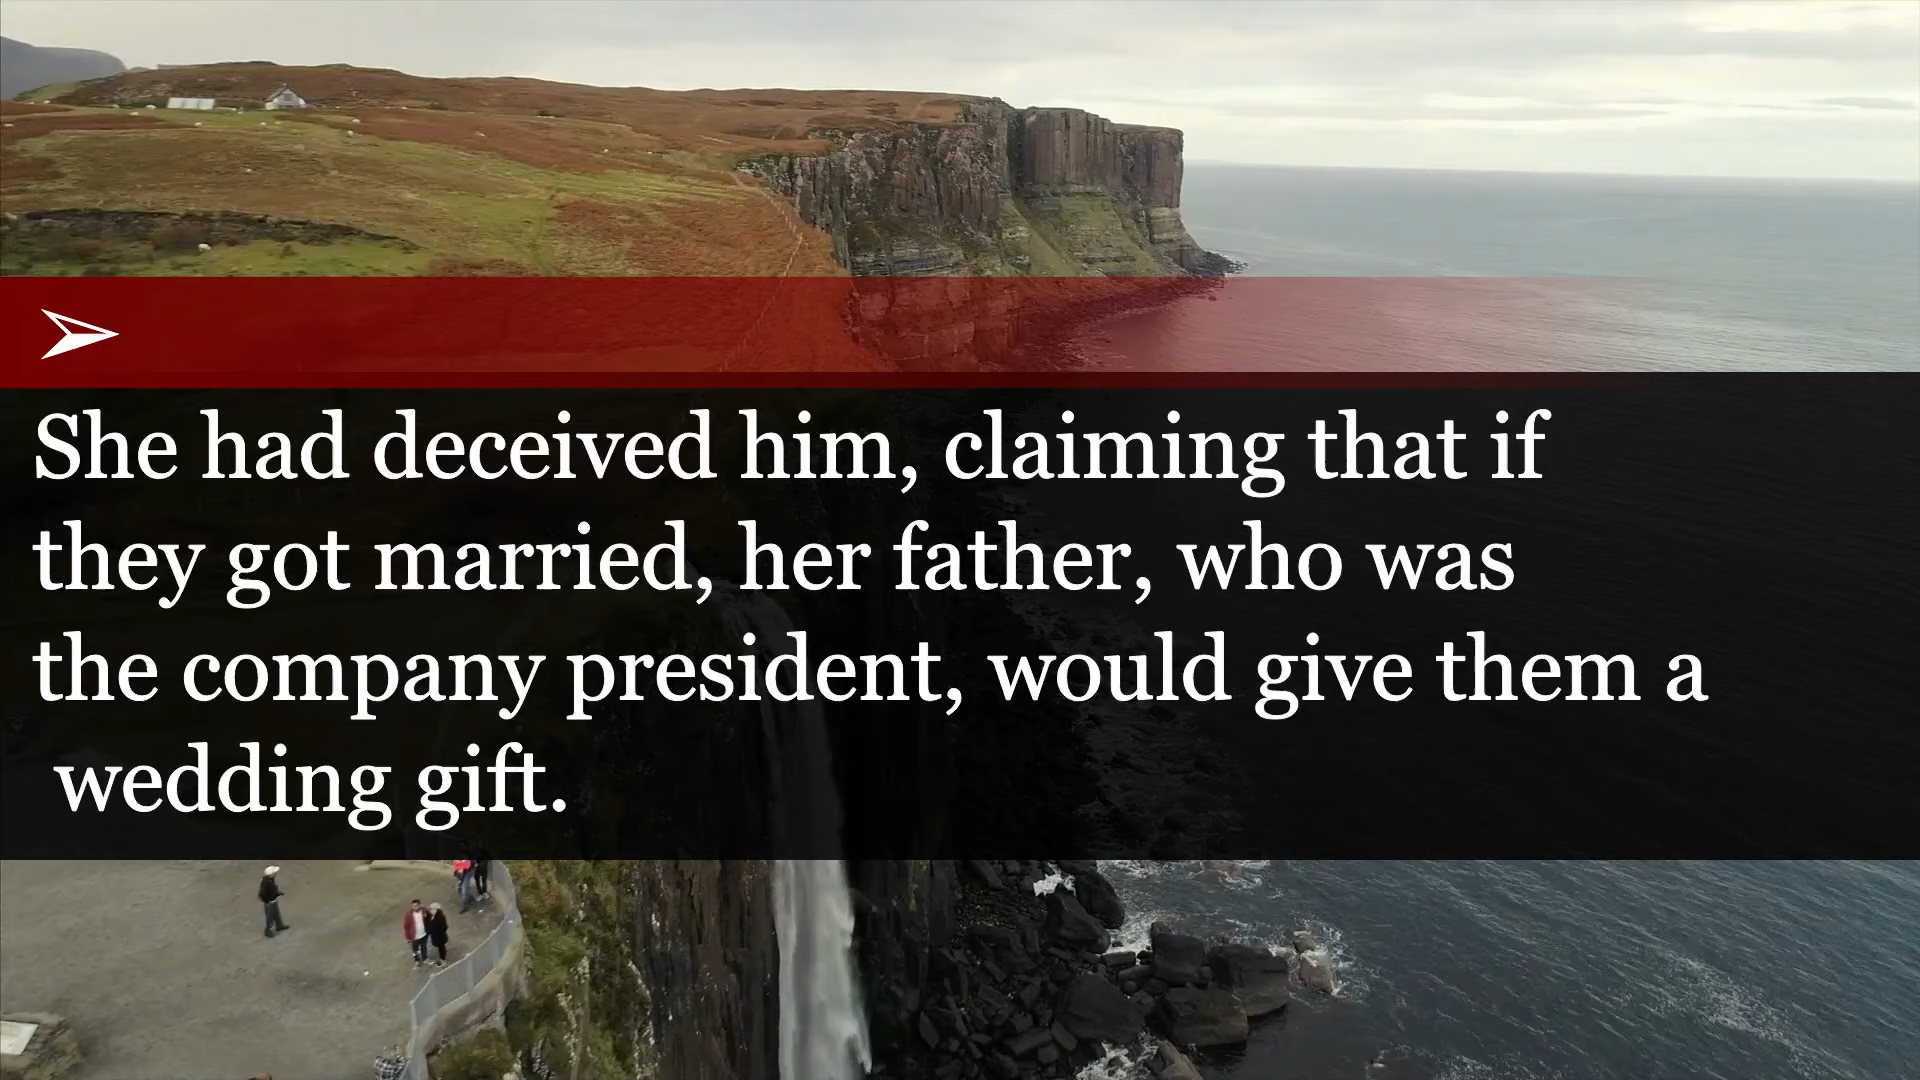 She had deceived him, claiming that if
they got married, her father, who was
the company president, would give them a
wedding gift.